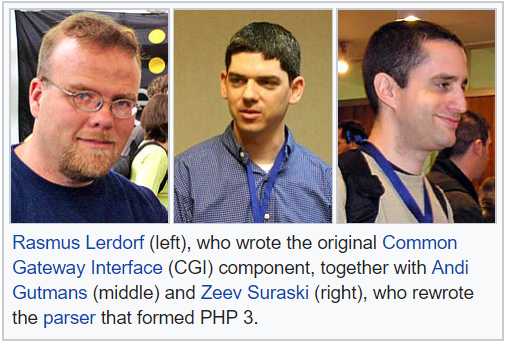 Rasmus Lerdorf (left), who wrote the original Common
Gateway Interface (CGI) component, together with Andi
Gutmans (middle) and Zeev Suraski (right), who rewrote
the parser that formed PHP 3.